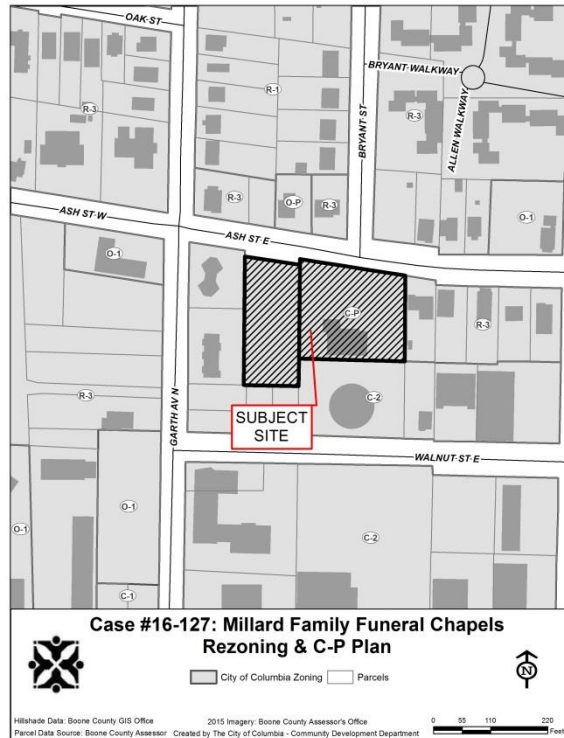 OAK ST
BRYANT WALKWAY
R-1
R-3
R-3
BRYANT ST
ALLEN WALKWAY
R-3
O-P
R-3
ASH ST W
O-1
ASH ST E
O-1
C-P
R-3
R-3
GARTH AV N
C-2
SUBJECT
SITE
WALNUT ST E
O-1
O-1
C-2
C-1
Case #16-127: Millard Family Funeral Chapels
Rezoning & C-P Plan
City of Columbia Zoning
Parcels
N
Hillshade Data: Boone County GIS Office
2015 Imagery: Boone County Assessor's Office
Parcel Data Source: Boone County Assessor
Created by The City of Columbia - Community Development Department
0 55 110 220
Feet